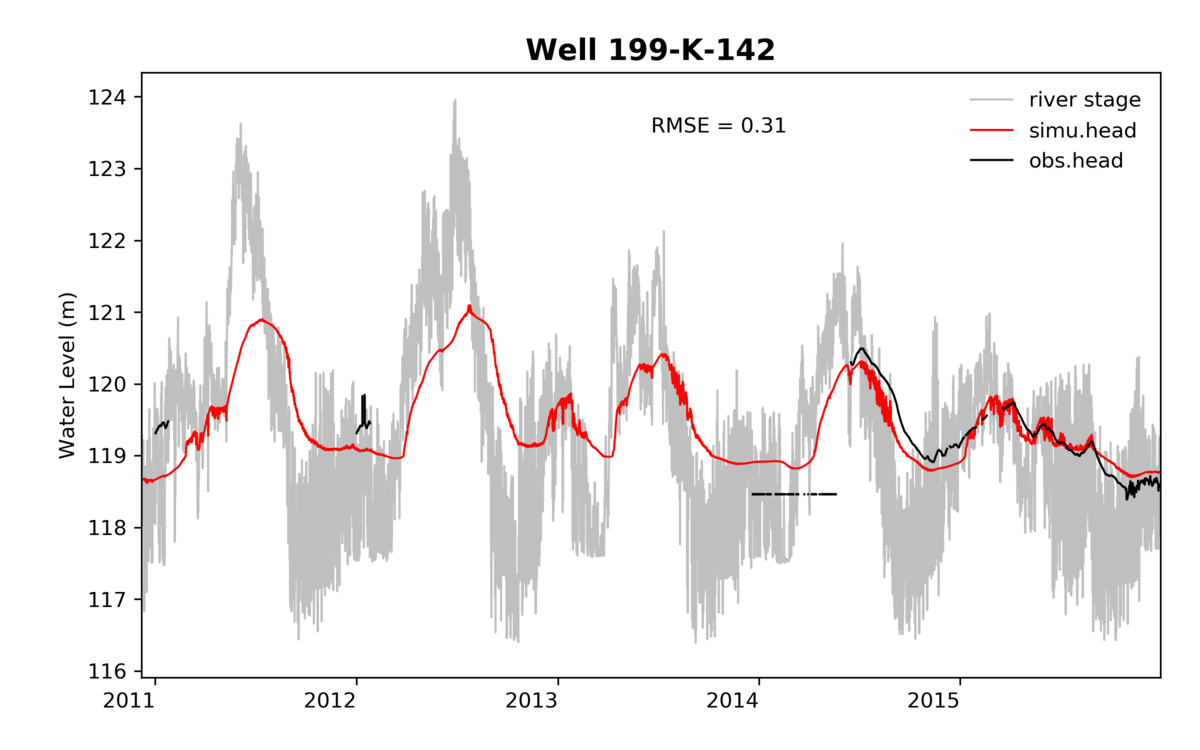 Well 199-K-142
RMSE = 0.31
river stage
simu.head
obs.head
Water Level (m)
124
123
122
121
120
119
118
117
116
2011 2012 2013 2014 2015